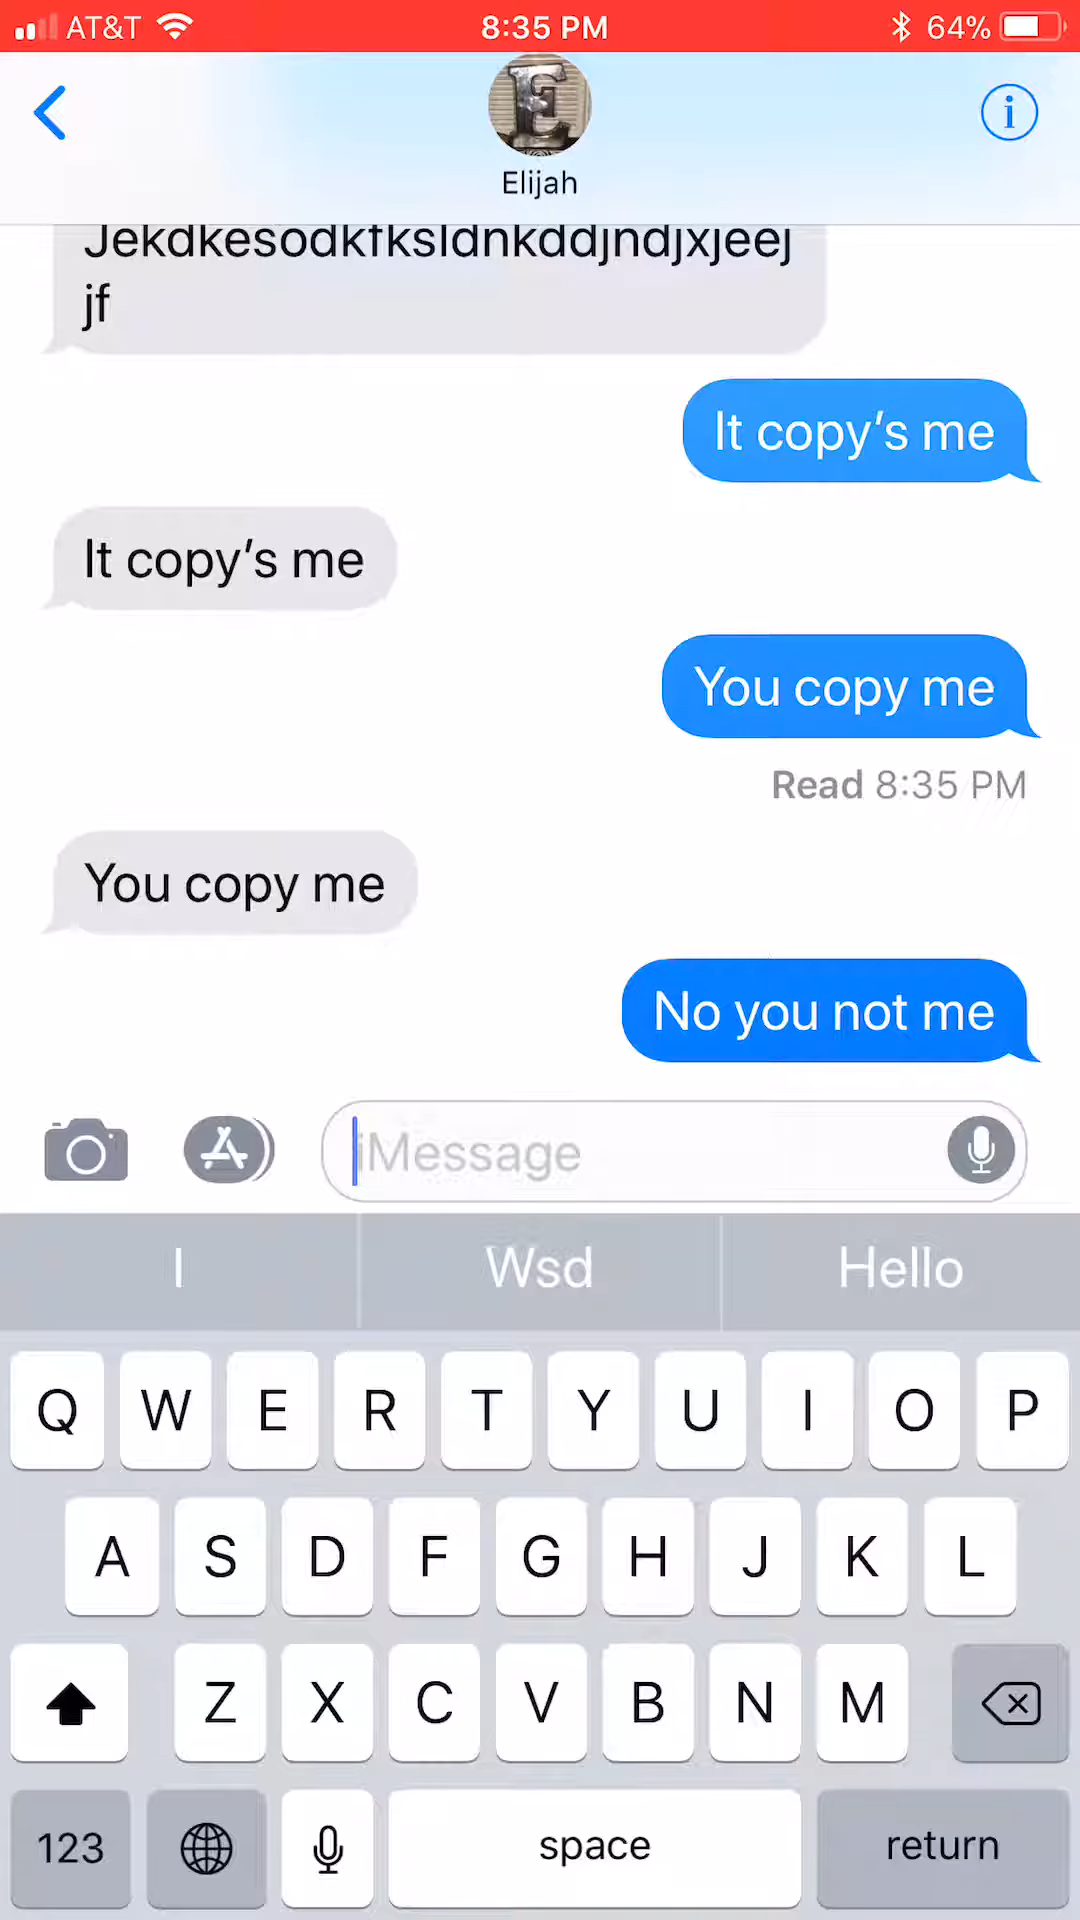 AT&T 8:35 PM 64%
E
Elijah
Jekdkesodkfksldnkddjndjxjeej
jf
It copy’s me
It copy’s me
You copy me
Read 8:35 PM
You copy me
No you not me
iMessage
I Wsd Hello
Q W E R T Y U I O P
A S D F G H J K L
Z X C V B N M
123 space return